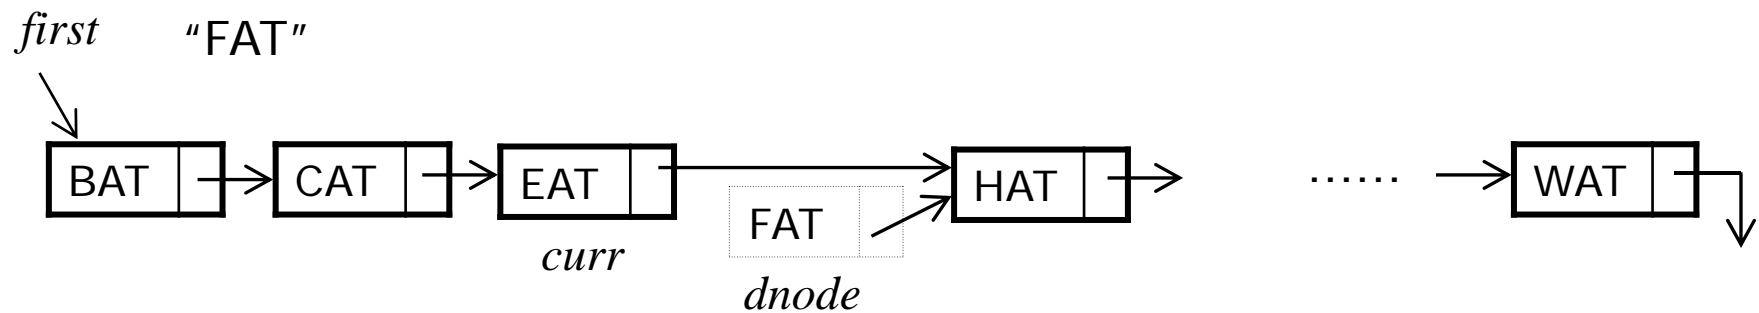 first “FAT”
BAT CAT EAT HAT ...... WAT
FAT
curr
dnode